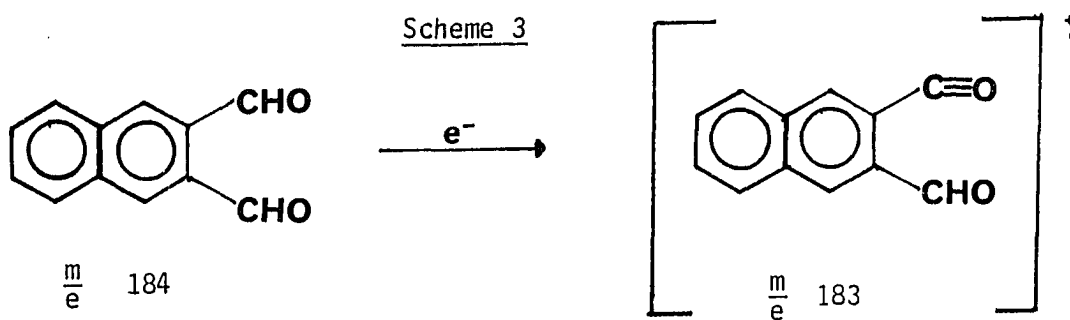 Scheme 3
CHO
CHO
e⁻
C≡O
CHO
m/e 184
m/e 183